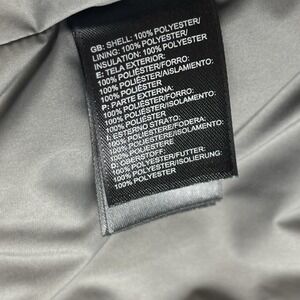 GB: SHELL: 100% POLYESTER/
LINING: 100% POLYESTER/
INSULATION: 100% POLYESTER
E: TELA EXTERIOR:
100% POLIÉSTER/FORRO:
100% POLIÉSTER/AISLAMIENTO:
100% POLIÉSTER
P: PARTE EXTERNA:
100% POLIÉSTER/FORRO:
100% POLIÉSTER/ISOLAMENTO:
100% POLIÉSTER
I: ESTERNO STRATO:
100% POLIESTERE/FODERA:
100% POLIESTERE/ISOLAMENTO:
100% POLIESTERE
D: OBERSTOFF:
100% POLYESTER/FUTTER:
100% POLYESTER/ISOLIERUNG:
100% POLYESTER